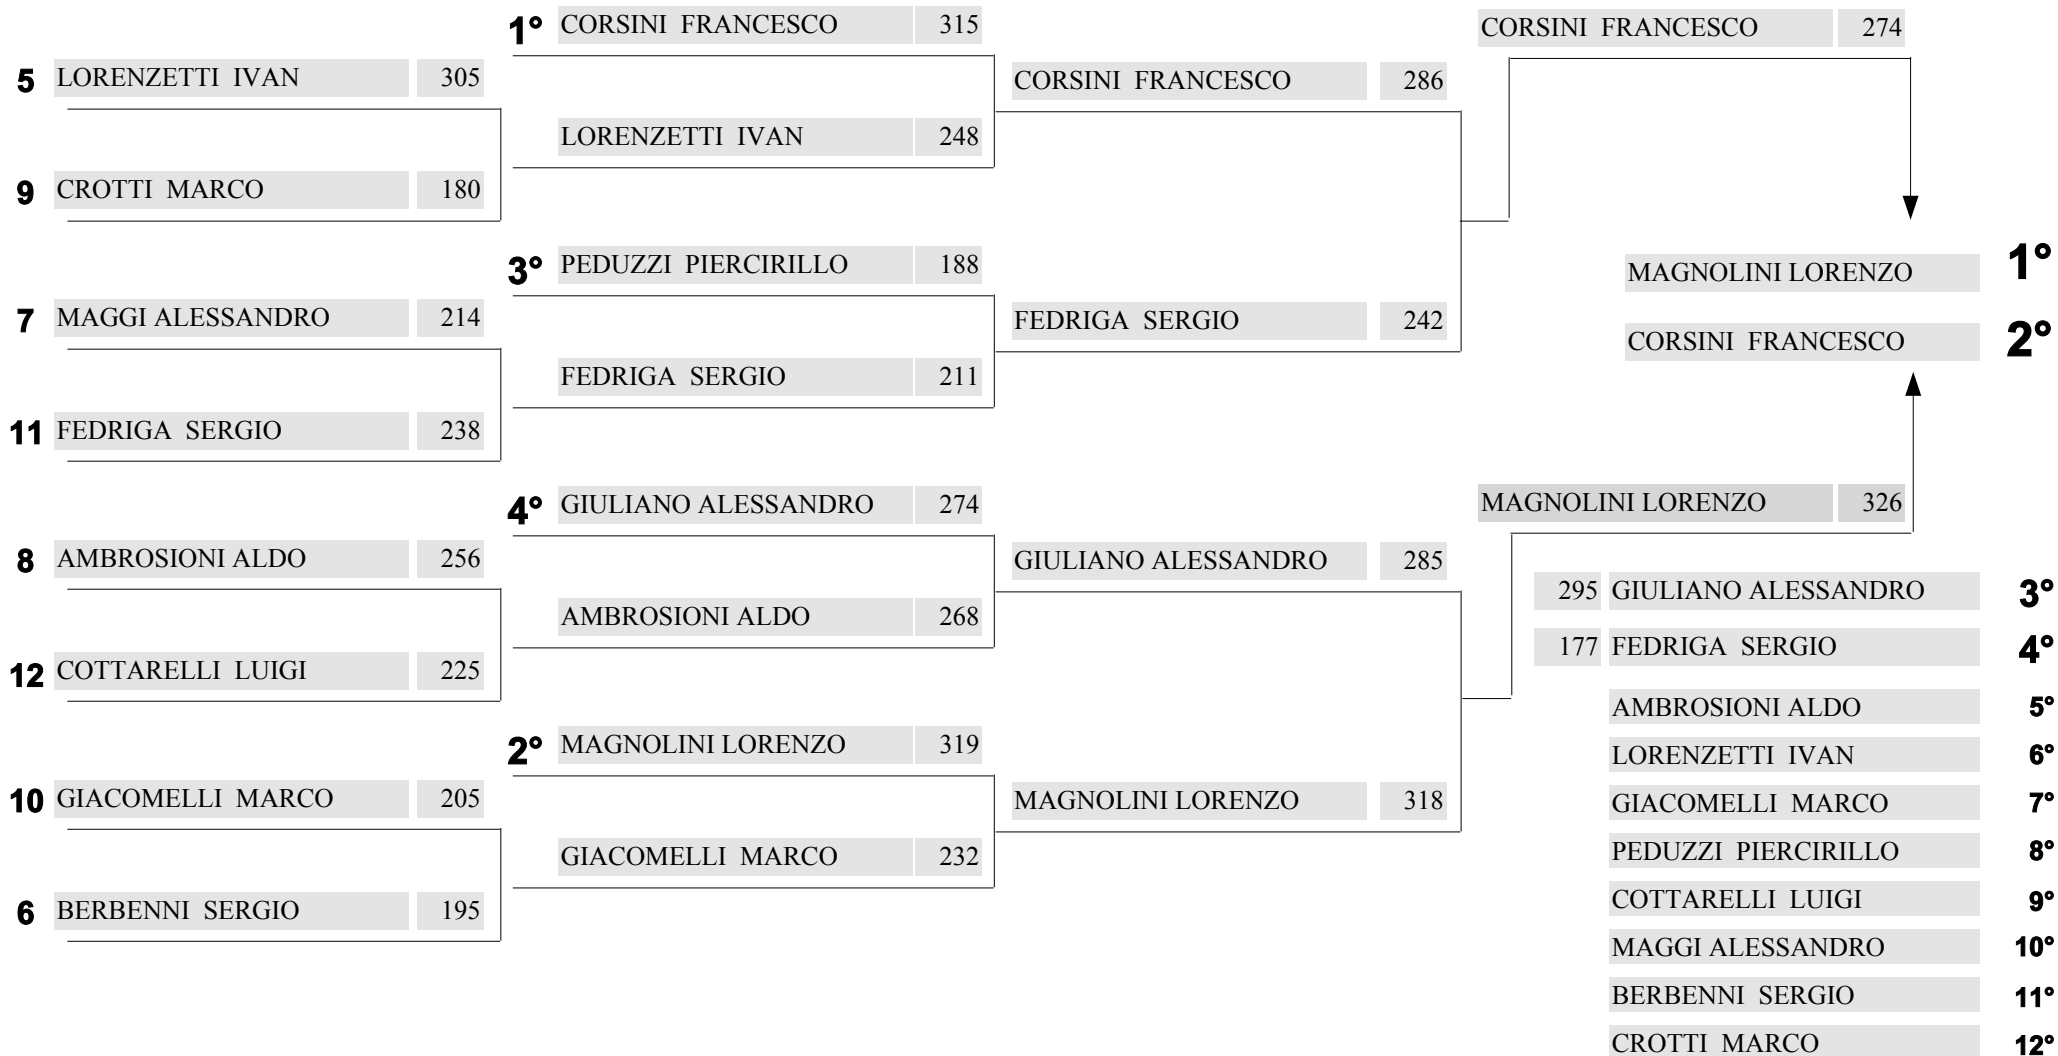 1° CORSINI FRANCESCO 315
CORSINI FRANCESCO 274
5 LORENZETTI IVAN 305
CORSINI FRANCESCO 286
LORENZETTI IVAN 248
9 CROTTI MARCO 180
3° PEDUZZI PIERCIRILLO 188
MAGNOLINI LORENZO 1°
7 MAGGI ALESSANDRO 214
FEDRIGA SERGIO 242
CORSINI FRANCESCO 2°
FEDRIGA SERGIO 211
11 FEDRIGA SERGIO 238
4° GIULIANO ALESSANDRO 274
MAGNOLINI LORENZO 326
8 AMBROSIONI ALDO 256
GIULIANO ALESSANDRO 285
295 GIULIANO ALESSANDRO 3°
AMBROSIONI ALDO 268
177 FEDRIGA SERGIO 4°
12 COTTARELLI LUIGI 225
AMBROSIONI ALDO 5°
2° MAGNOLINI LORENZO 319
LORENZETTI IVAN 6°
10 GIACOMELLI MARCO 205
MAGNOLINI LORENZO 318
GIACOMELLI MARCO 7°
GIACOMELLI MARCO 232
PEDUZZI PIERCIRILLO 8°
6 BERBENNI SERGIO 195
COTTARELLI LUIGI 9°
MAGGI ALESSANDRO 10°
BERBENNI SERGIO 11°
CROTTI MARCO 12°